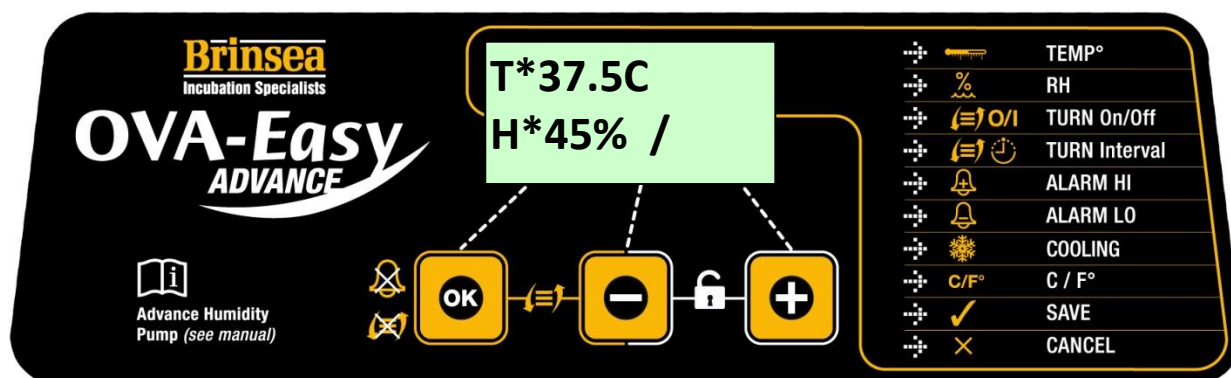 Brinsea
Incubation Specialists
OVA-Easy
ADVANCE
Advance Humidity
Pump (see manual)
T*37.5C
H*45% /
OK
TEMP°
% RH
O/I TURN On/Off
TURN Interval
ALARM HI
ALARM LO
COOLING
C/F° C / F°
SAVE
CANCEL